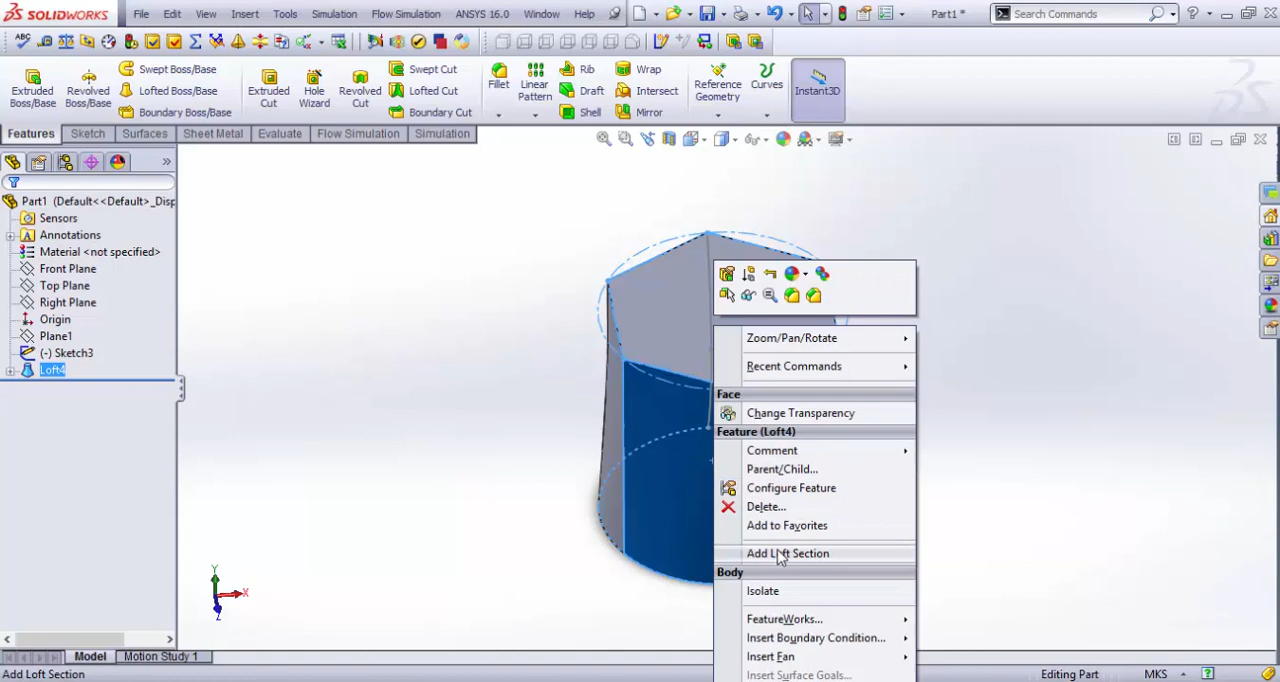 SOLIDWORKS File Edit View Insert Tools Simulation Flow Simulation ANSYS 16.0 Window Help Part1 * Search Commands
Extruded Boss/Base
Revolved Boss/Base
Swept Boss/Base
Lofted Boss/Base
Boundary Boss/Base
Extruded Cut
Hole Wizard
Revolved Cut
Swept Cut
Lofted Cut
Boundary Cut
Fillet
Linear Pattern
Rib
Draft
Shell
Wrap
Intersect
Mirror
Reference Geometry
Curves
Instant3D
Features Sketch Surfaces Sheet Metal Evaluate Flow Simulation Simulation
Part1 (Default<<Default>_Disp
Sensors
Annotations
Material <not specified>
Front Plane
Top Plane
Right Plane
Origin
Plane1
(-) Sketch3
Loft4
Zoom/Pan/Rotate
Recent Commands
Face
Change Transparency
Feature (Loft4)
Comment
Parent/Child...
Configure Feature
Delete...
Add to Favorites
Add Loft Section
Body
Isolate
FeatureWorks...
Insert Boundary Condition...
Insert Fan
Insert Surface Goals...
Y
X
Z
Model Motion Study 1
Add Loft Section Editing Part MKS